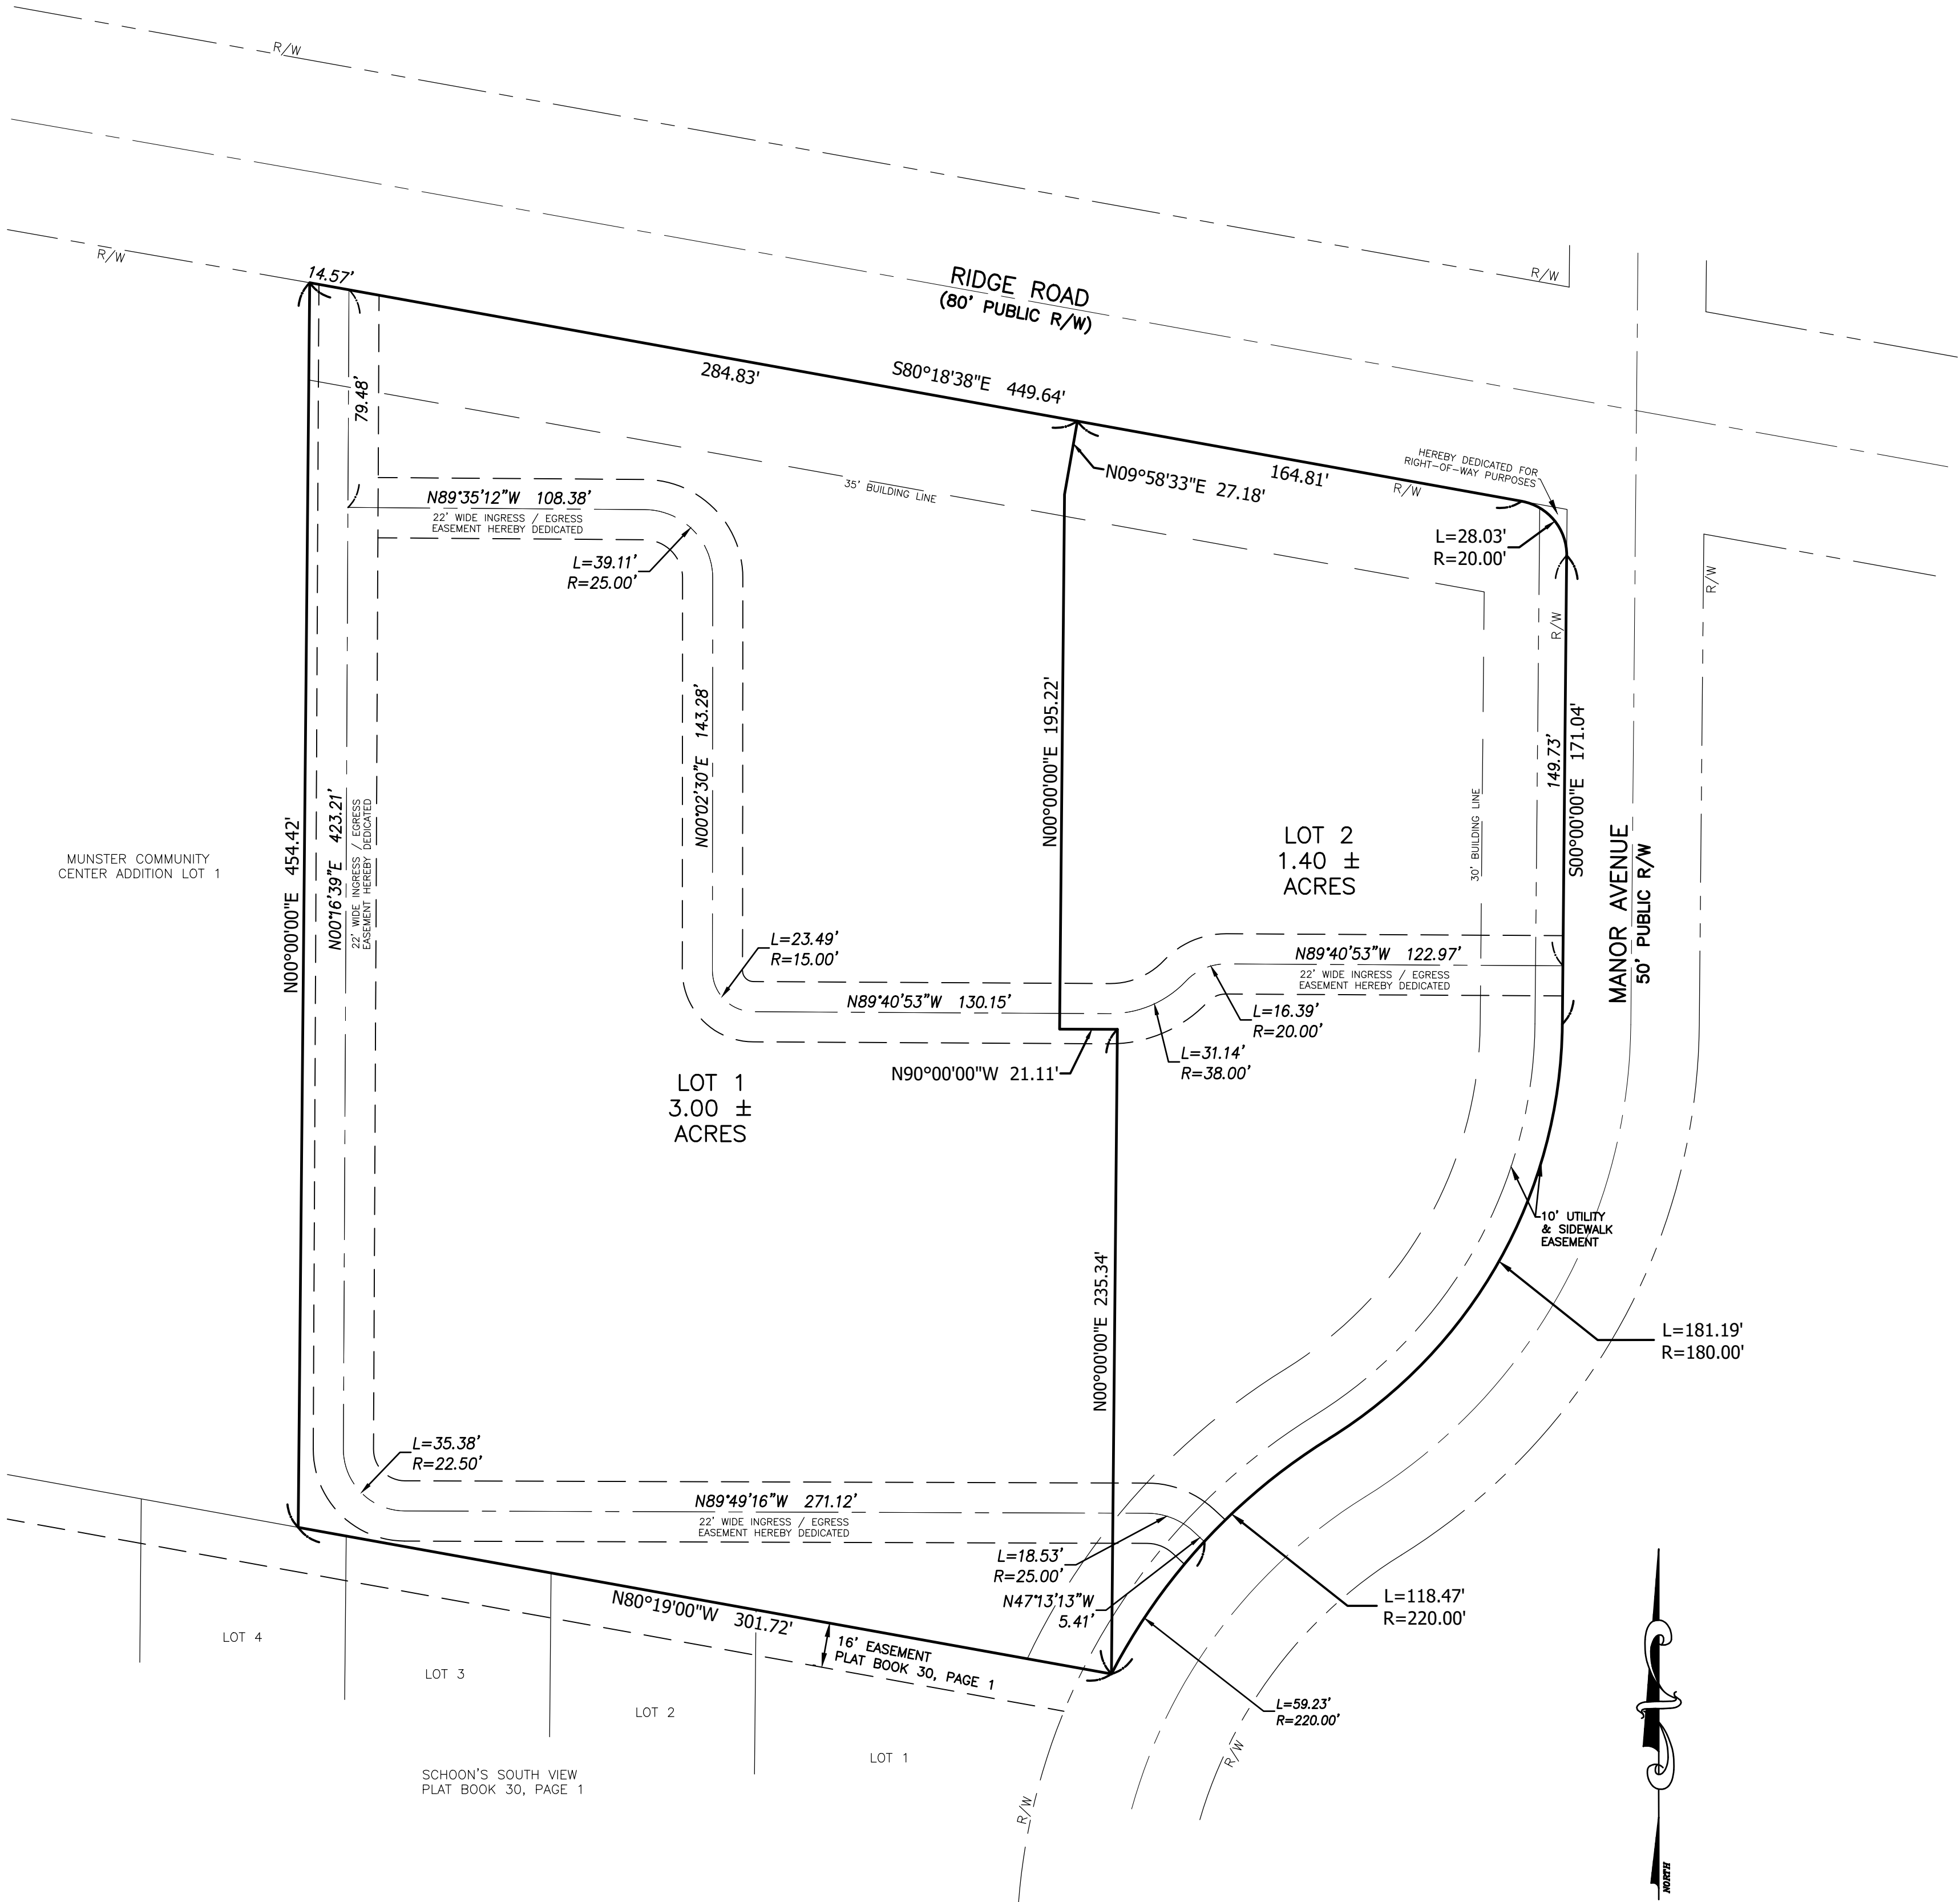 R/W
R/W
14.57'
RIDGE ROAD
(80' PUBLIC R/W)
R/W
284.83'
S80°18'38"E 449.64'
79.48'
N09°58'33"E 27.18'
164.81'
R/W
HEREBY DEDICATED FOR
RIGHT-OF-WAY PURPOSES
35' BUILDING LINE
N89°35'12"W 108.38'
22' WIDE INGRESS / EGRESS
EASEMENT HEREBY DEDICATED
L=28.03'
R=20.00'
L=39.11'
R=25.00'
R/W
R/W
N00°02'30"E 143.28'
N00°00'00"E 195.22'
149.73'
S00°00'00"E 171.04'
MUNSTER COMMUNITY
CENTER ADDITION LOT 1
N00°00'00"E 454.42'
N00°16'39"E 423.21'
22' WIDE INGRESS / EGRESS
EASEMENT HEREBY DEDICATED
LOT 2
1.40 ±
ACRES
30' BUILDING LINE
MANOR AVENUE
50' PUBLIC R/W
L=23.49'
R=15.00'
N89°40'53"W 130.15'
N89°40'53"W 122.97'
22' WIDE INGRESS / EGRESS
EASEMENT HEREBY DEDICATED
L=16.39'
R=20.00'
L=31.14'
R=38.00'
N90°00'00"W 21.11'
LOT 1
3.00 ±
ACRES
10' UTILITY
& SIDEWALK
EASEMENT
N00°00'00"E 235.34'
L=181.19'
R=180.00'
L=35.38'
R=22.50'
N89°49'16"W 271.12'
22' WIDE INGRESS / EGRESS
EASEMENT HEREBY DEDICATED
L=18.53'
R=25.00'
N47°13'13"W
5.41'
L=118.47'
R=220.00'
N80°19'00"W 301.72'
16' EASEMENT
PLAT BOOK 30, PAGE 1
LOT 4
LOT 3
LOT 2
LOT 1
L=59.23'
R=220.00'
R/W
R/W
SCHOON'S SOUTH VIEW
PLAT BOOK 30, PAGE 1
NORTH